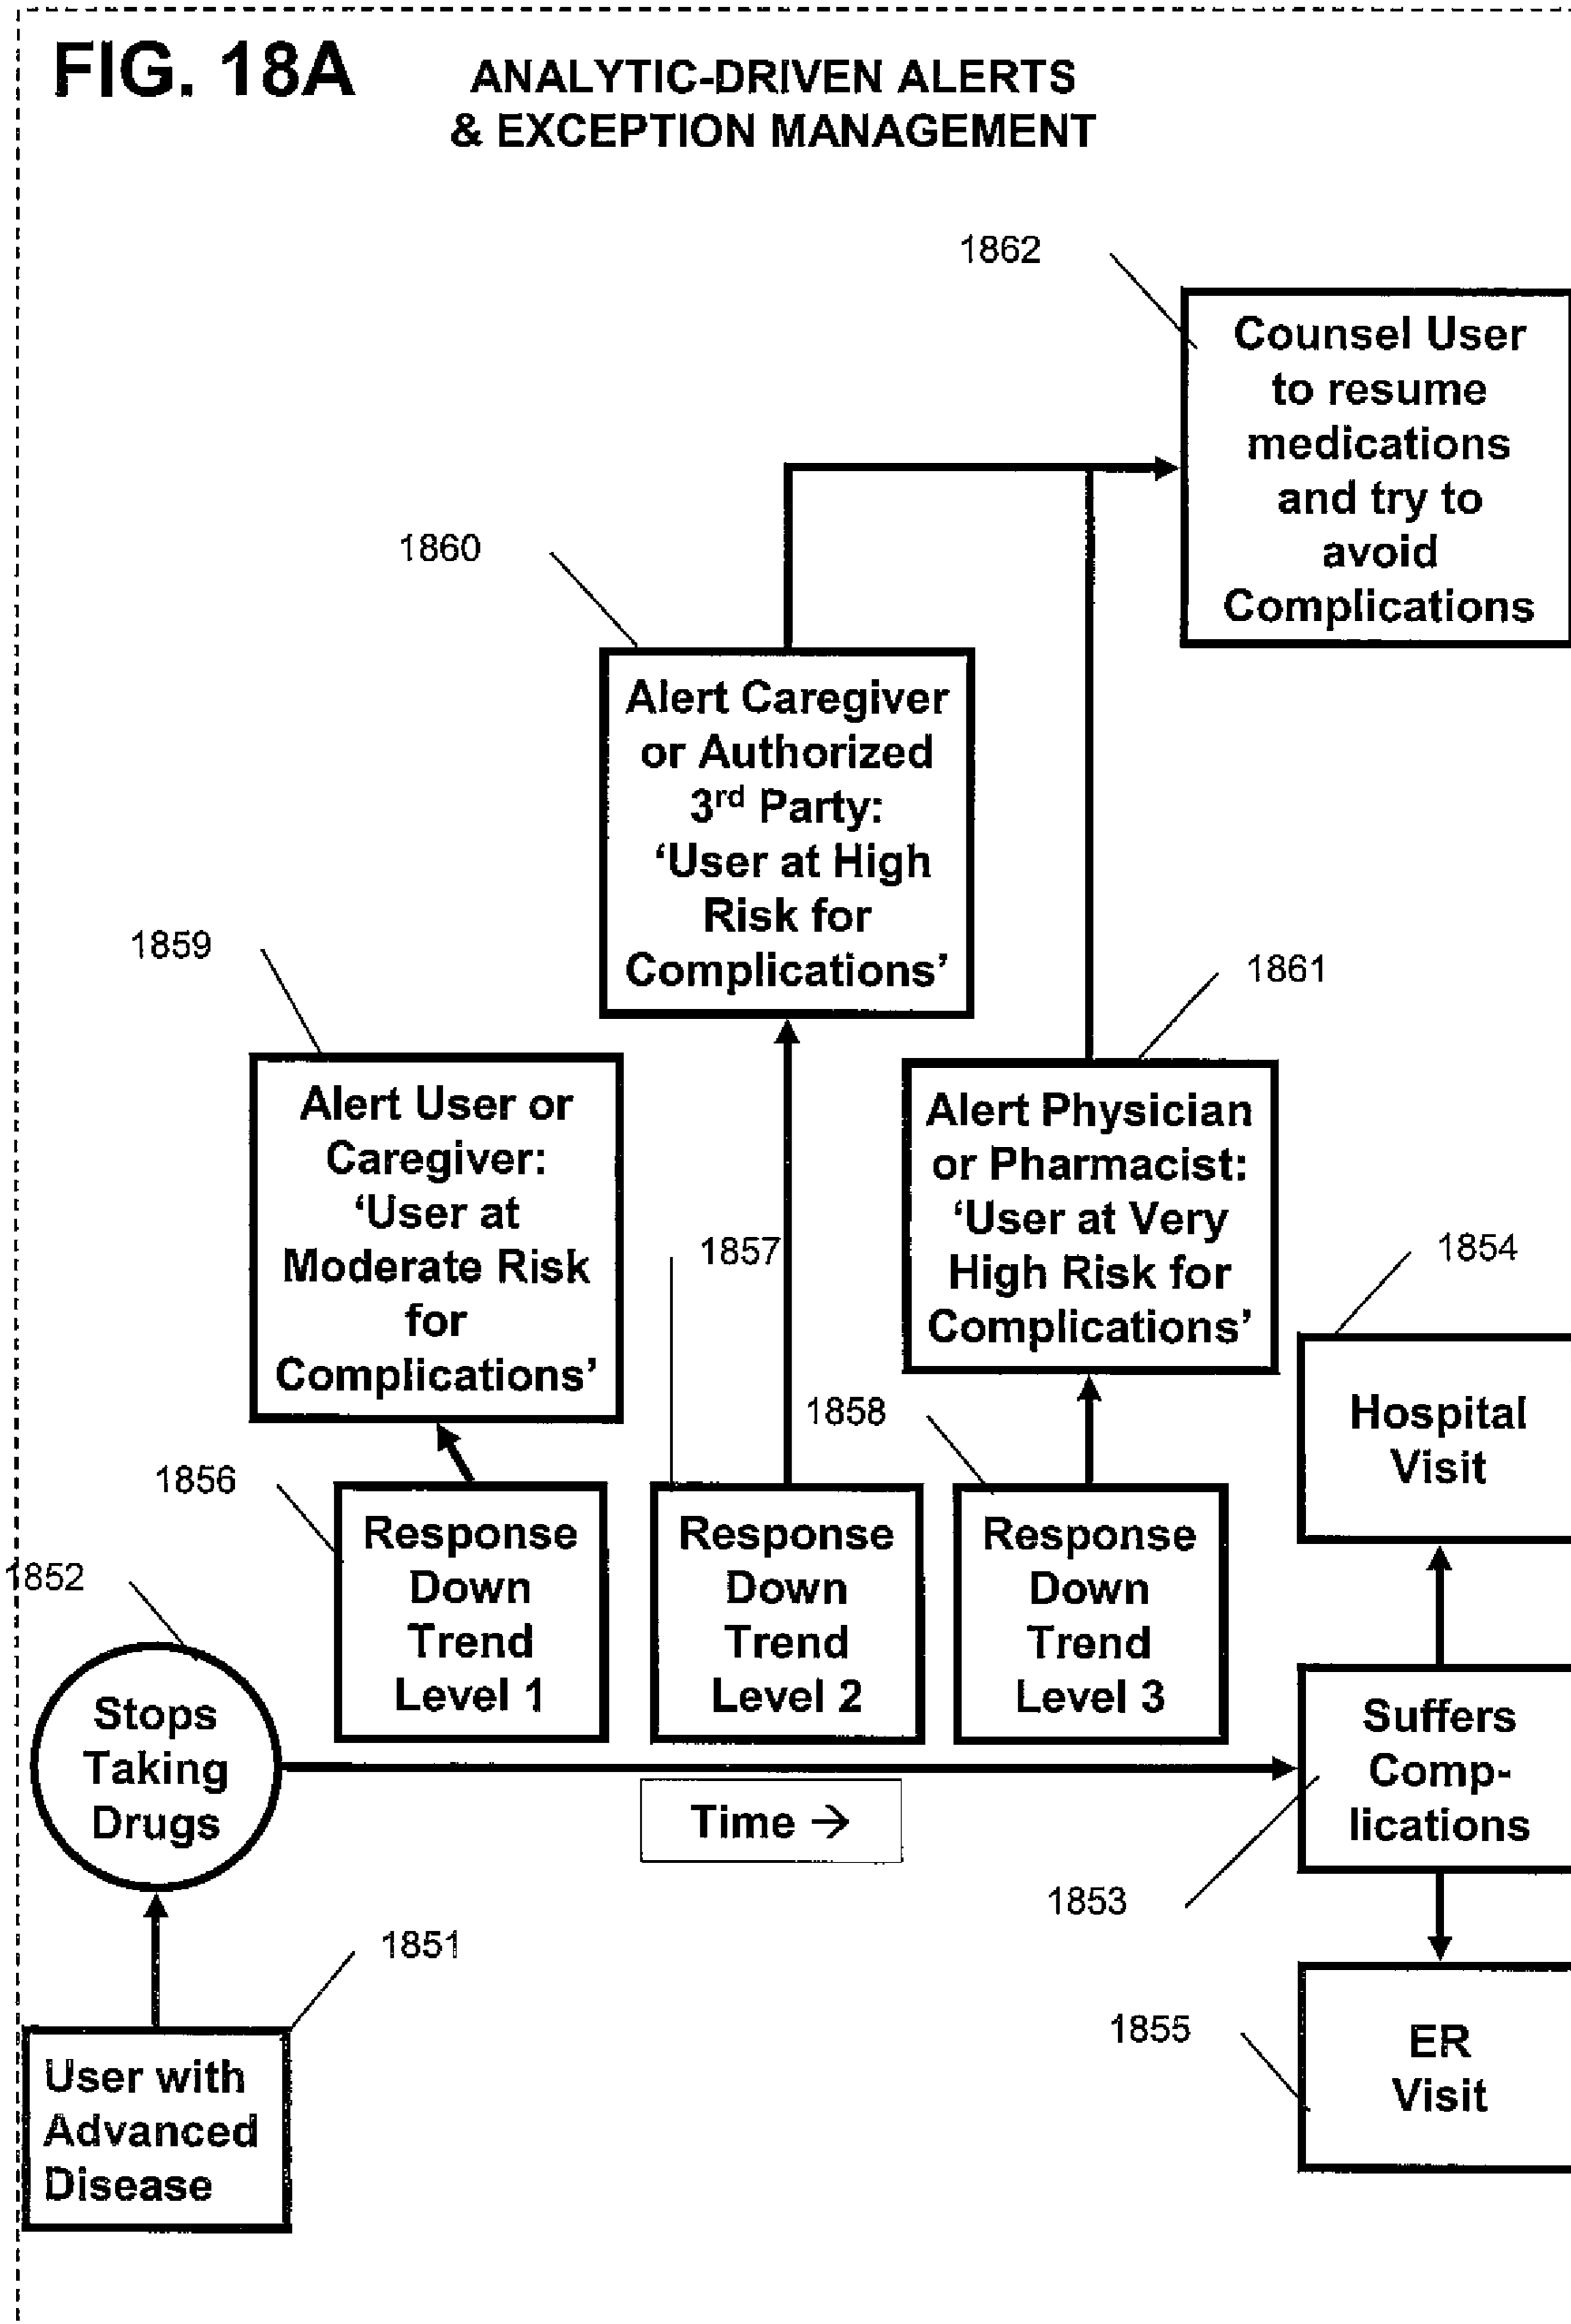 FIG. 18A
ANALYTIC-DRIVEN ALERTS
& EXCEPTION MANAGEMENT
1862
Counsel User
to resume
medications
and try to
avoid
Complications
1860
Alert Caregiver
or Authorized
3rd Party:
‘User at High
Risk for
Complications’
1859
Alert User or
Caregiver:
‘User at
Moderate Risk
for
Complications’
1861
Alert Physician
or Pharmacist:
‘User at Very
High Risk for
Complications’
1857
1854
Hospital
Visit
1858
1856
Response
Down
Trend
Level 1
Response
Down
Trend
Level 2
Response
Down
Trend
Level 3
1852
Stops
Taking
Drugs
Suffers
Comp-
lications
Time →
1853
1851
User with
Advanced
Disease
1855
ER
Visit